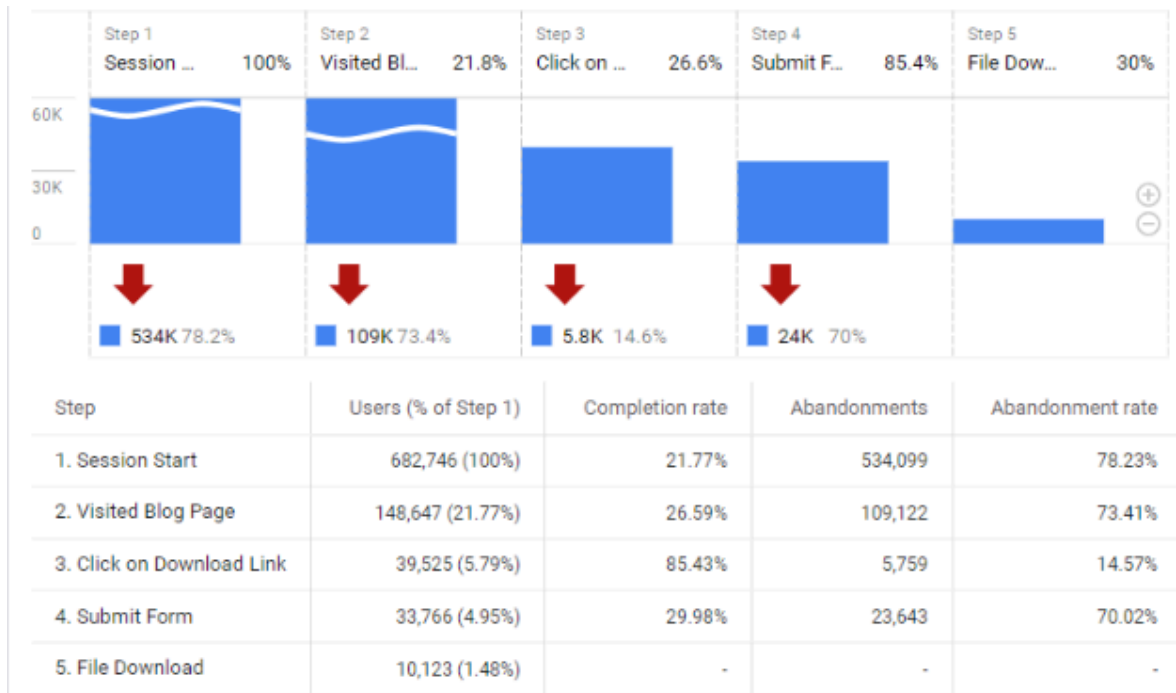 Step 1 Step 2 Step 3 Step 4 Step 5
Session ... 100% Visited Bl... 21.8% Click on ... 26.6% Submit F... 85.4% File Dow... 30%
60K
30K
0
534K 78.2% 109K 73.4% 5.8K 14.6% 24K 70%
Step Users (% of Step 1) Completion rate Abandonments Abandonment rate
1. Session Start 682,746 (100%) 21.77% 534,099 78.23%
2. Visited Blog Page 148,647 (21.77%) 26.59% 109,122 73.41%
3. Click on Download Link 39,525 (5.79%) 85.43% 5,759 14.57%
4. Submit Form 33,766 (4.95%) 29.98% 23,643 70.02%
5. File Download 10,123 (1.48%) - - -